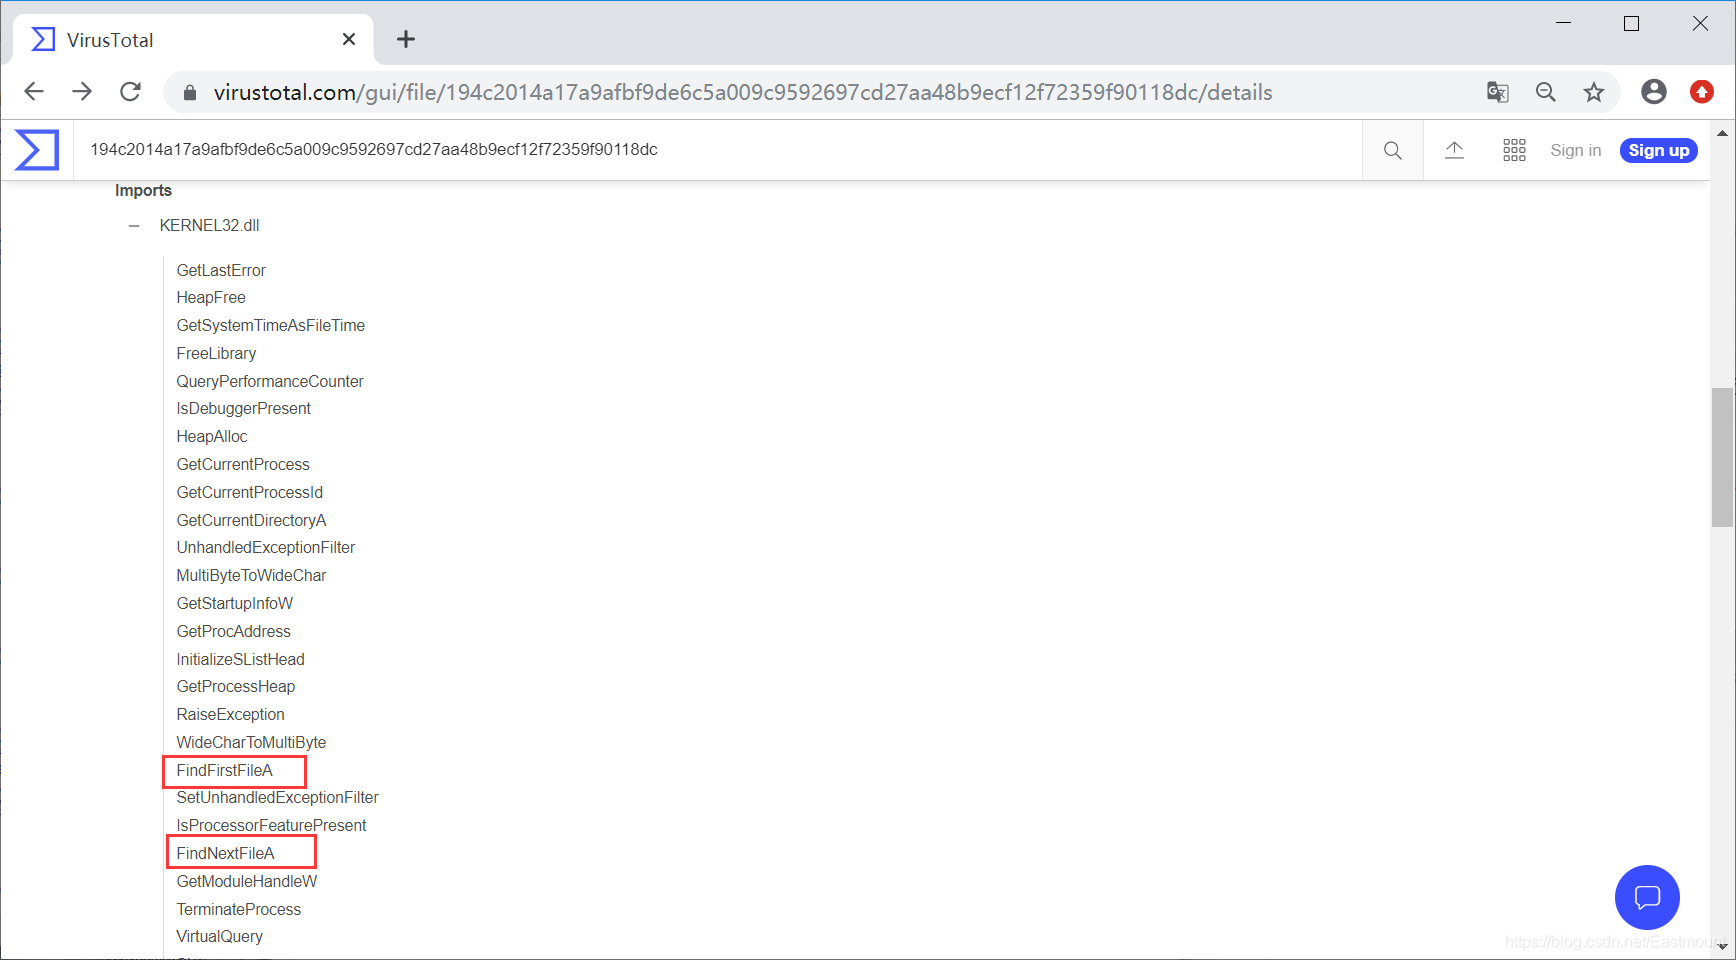 VirusTotal
virustotal.com/gui/file/194c2014a17a9afbf9de6c5a009c9592697cd27aa48b9ecf12f72359f90118dc/details
194c2014a17a9afbf9de6c5a009c9592697cd27aa48b9ecf12f72359f90118dc
Sign in
Sign up
Imports
KERNEL32.dll
GetLastError
HeapFree
GetSystemTimeAsFileTime
FreeLibrary
QueryPerformanceCounter
IsDebuggerPresent
HeapAlloc
GetCurrentProcess
GetCurrentProcessId
GetCurrentDirectoryA
UnhandledExceptionFilter
MultiByteToWideChar
GetStartupInfoW
GetProcAddress
InitializeSListHead
GetProcessHeap
RaiseException
WideCharToMultiByte
FindFirstFileA
SetUnhandledExceptionFilter
IsProcessorFeaturePresent
FindNextFileA
GetModuleHandleW
TerminateProcess
VirtualQuery
https://blog.csdn.net/Eastmount